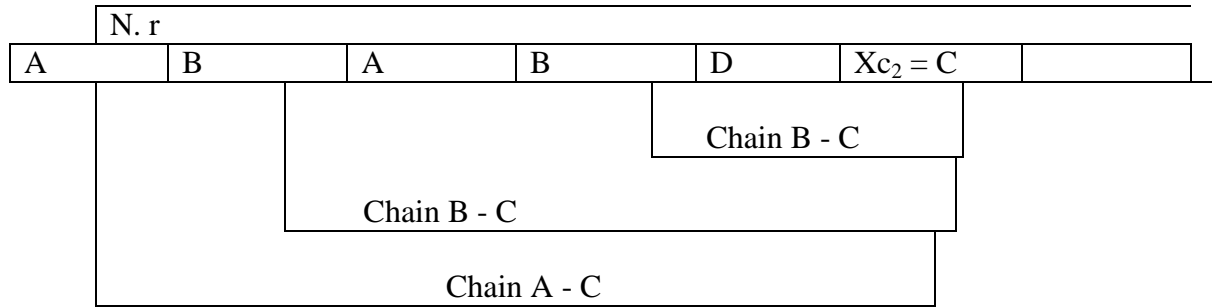 N. r
A B A B D Xc₂ = C
Chain B - C
Chain B - C
Chain A - C